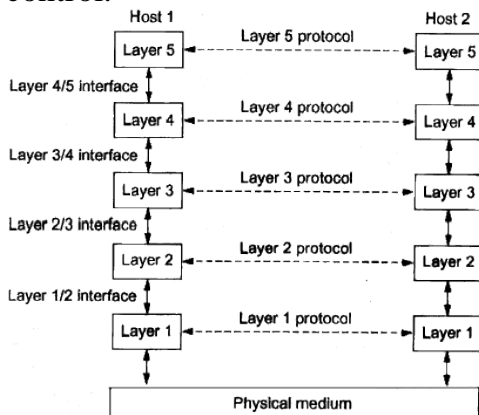 control.
Host 1 Host 2
Layer 5 Layer 5 protocol Layer 5
Layer 4/5 interface
Layer 4 Layer 4 protocol Layer 4
Layer 3/4 interface
Layer 3 Layer 3 protocol Layer 3
Layer 2/3 interface
Layer 2 Layer 2 protocol Layer 2
Layer 1/2 interface
Layer 1 Layer 1 protocol Layer 1
Physical medium